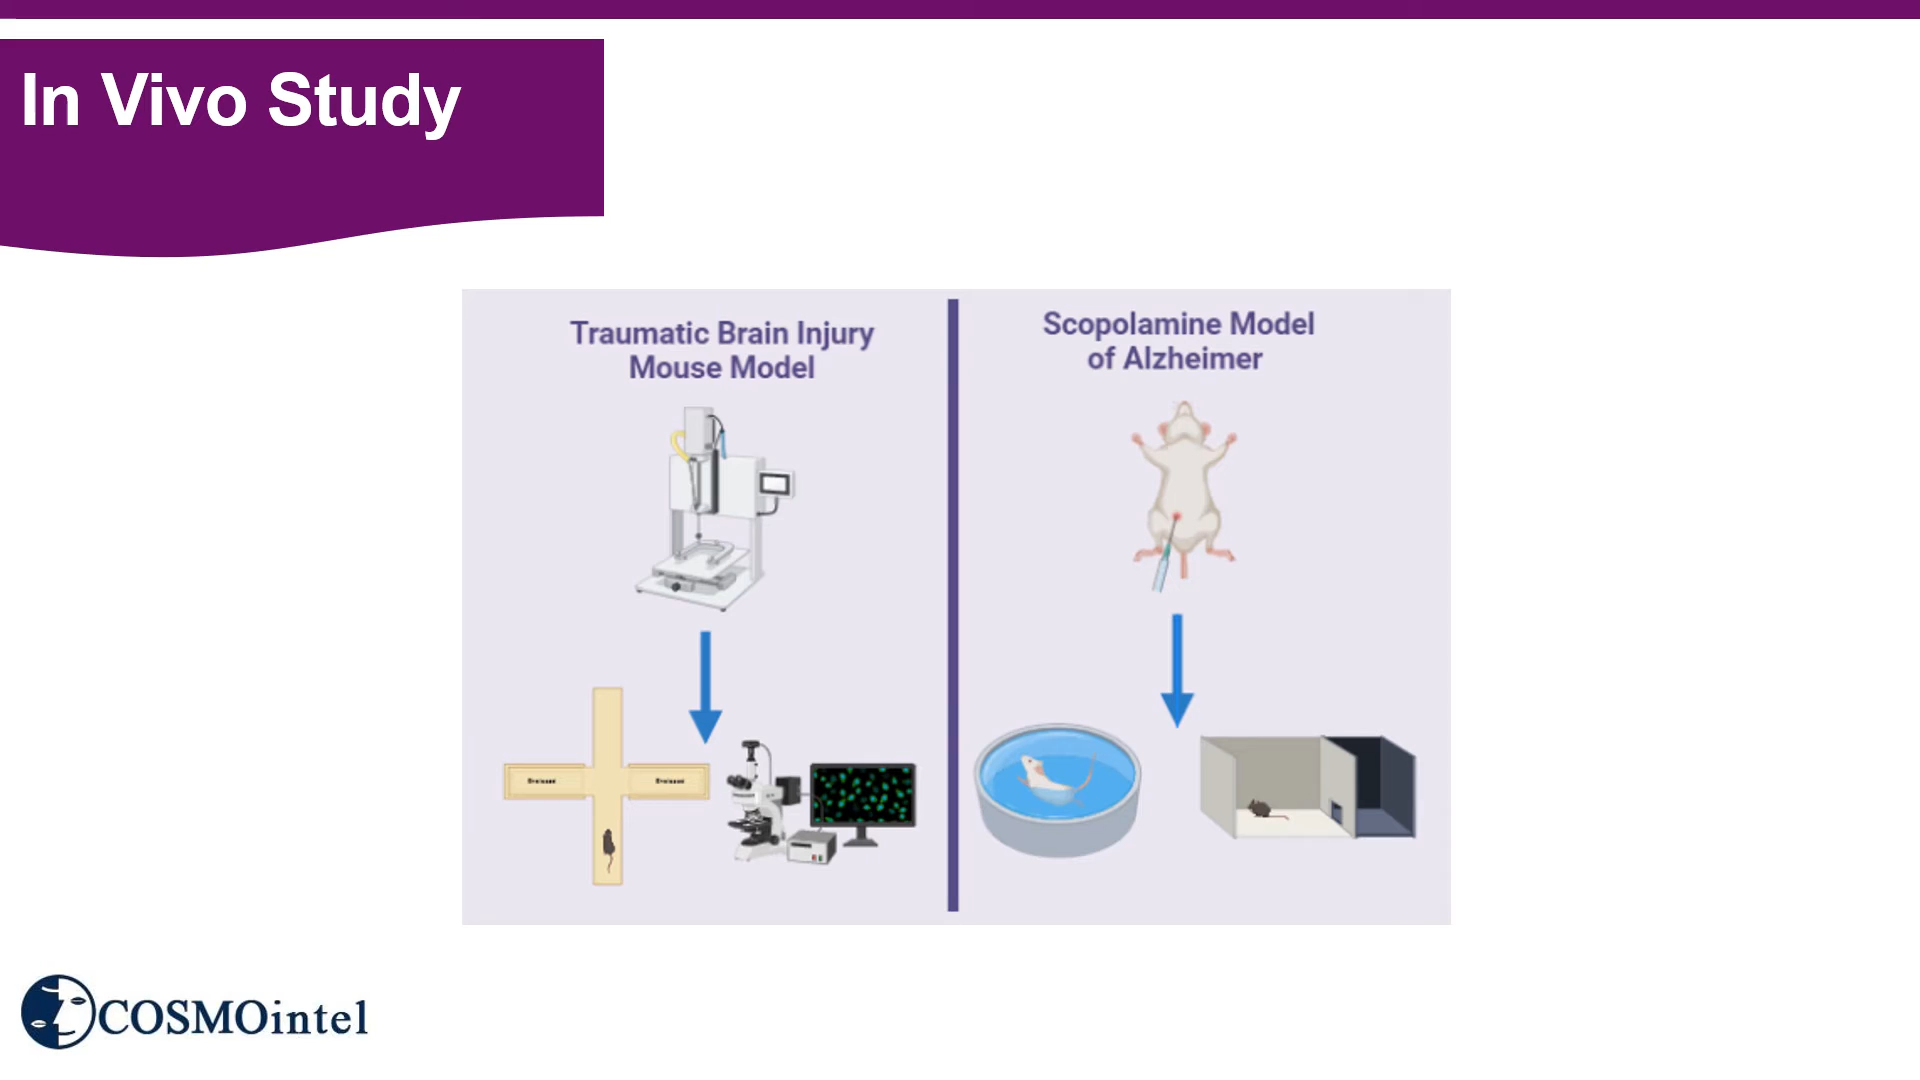 In Vivo Study
Traumatic Brain Injury
Mouse Model
Scopolamine Model
of Alzheimer
COSMOintel